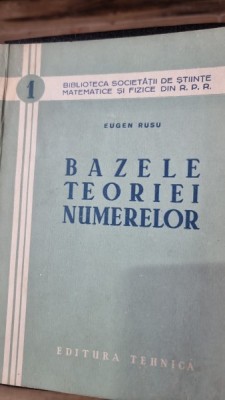 1
BIBLIOTECA SOCIETĂȚII DE ȘTIINȚE
MATEMATICE ȘI FIZICE DIN R. P. R.
EUGEN RUSU
BAZELE
TEORIEI
NUMERELOR
EDITURA TEHNICĂ